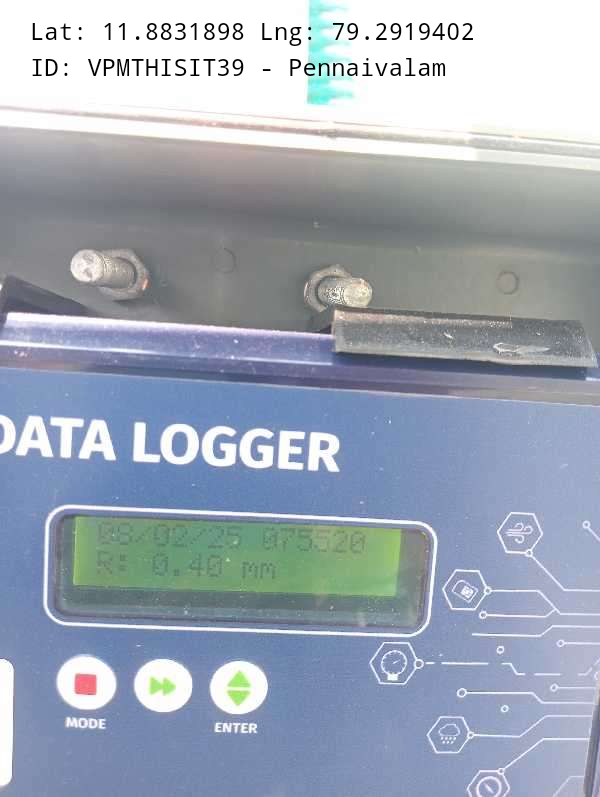 Lat: 11.8831898 Lng: 79.2919402
ID: VPMTHISIT39 - Pennaivalam
DATA LOGGER
08/02/25 075520
R: 0.40 mm
MODE
ENTER